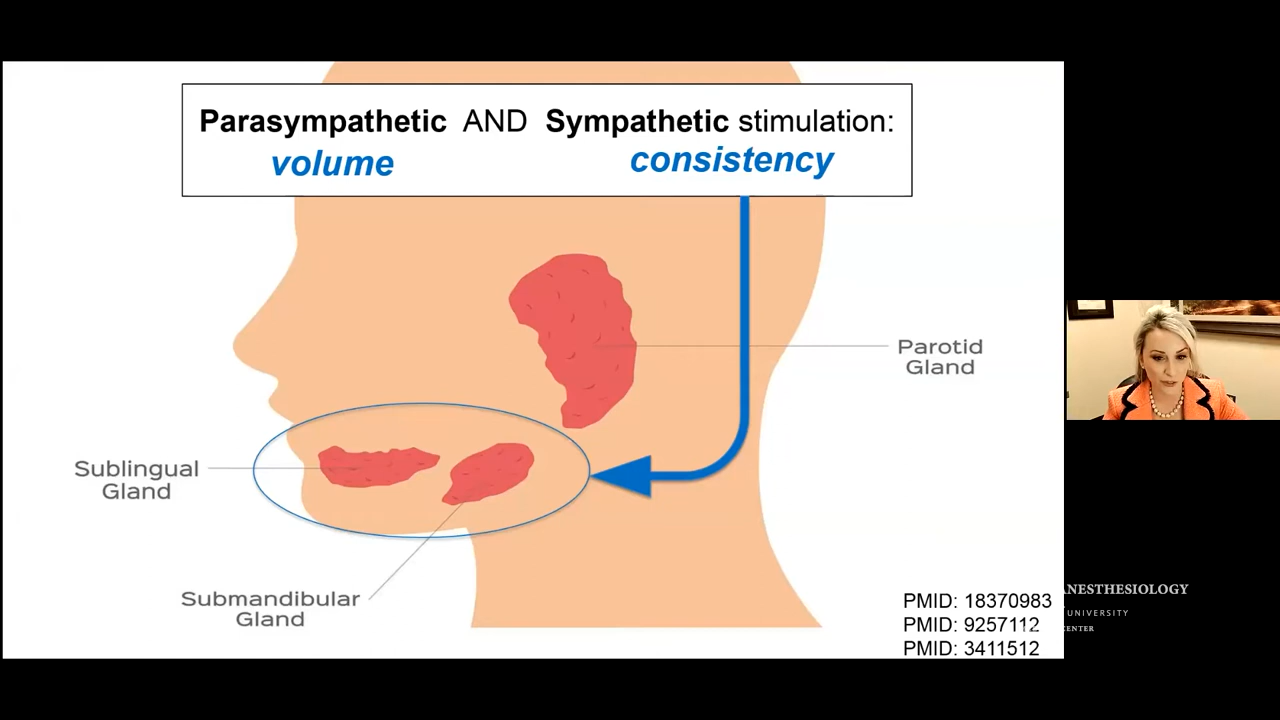 Parasympathetic AND Sympathetic stimulation:
volume consistency
Parotid
Gland
Sublingual
Gland
Submandibular
Gland
PMID: 18370983
PMID: 9257112
PMID: 3411512
ANESTHESIOLOGY
UNIVERSITY
CENTER